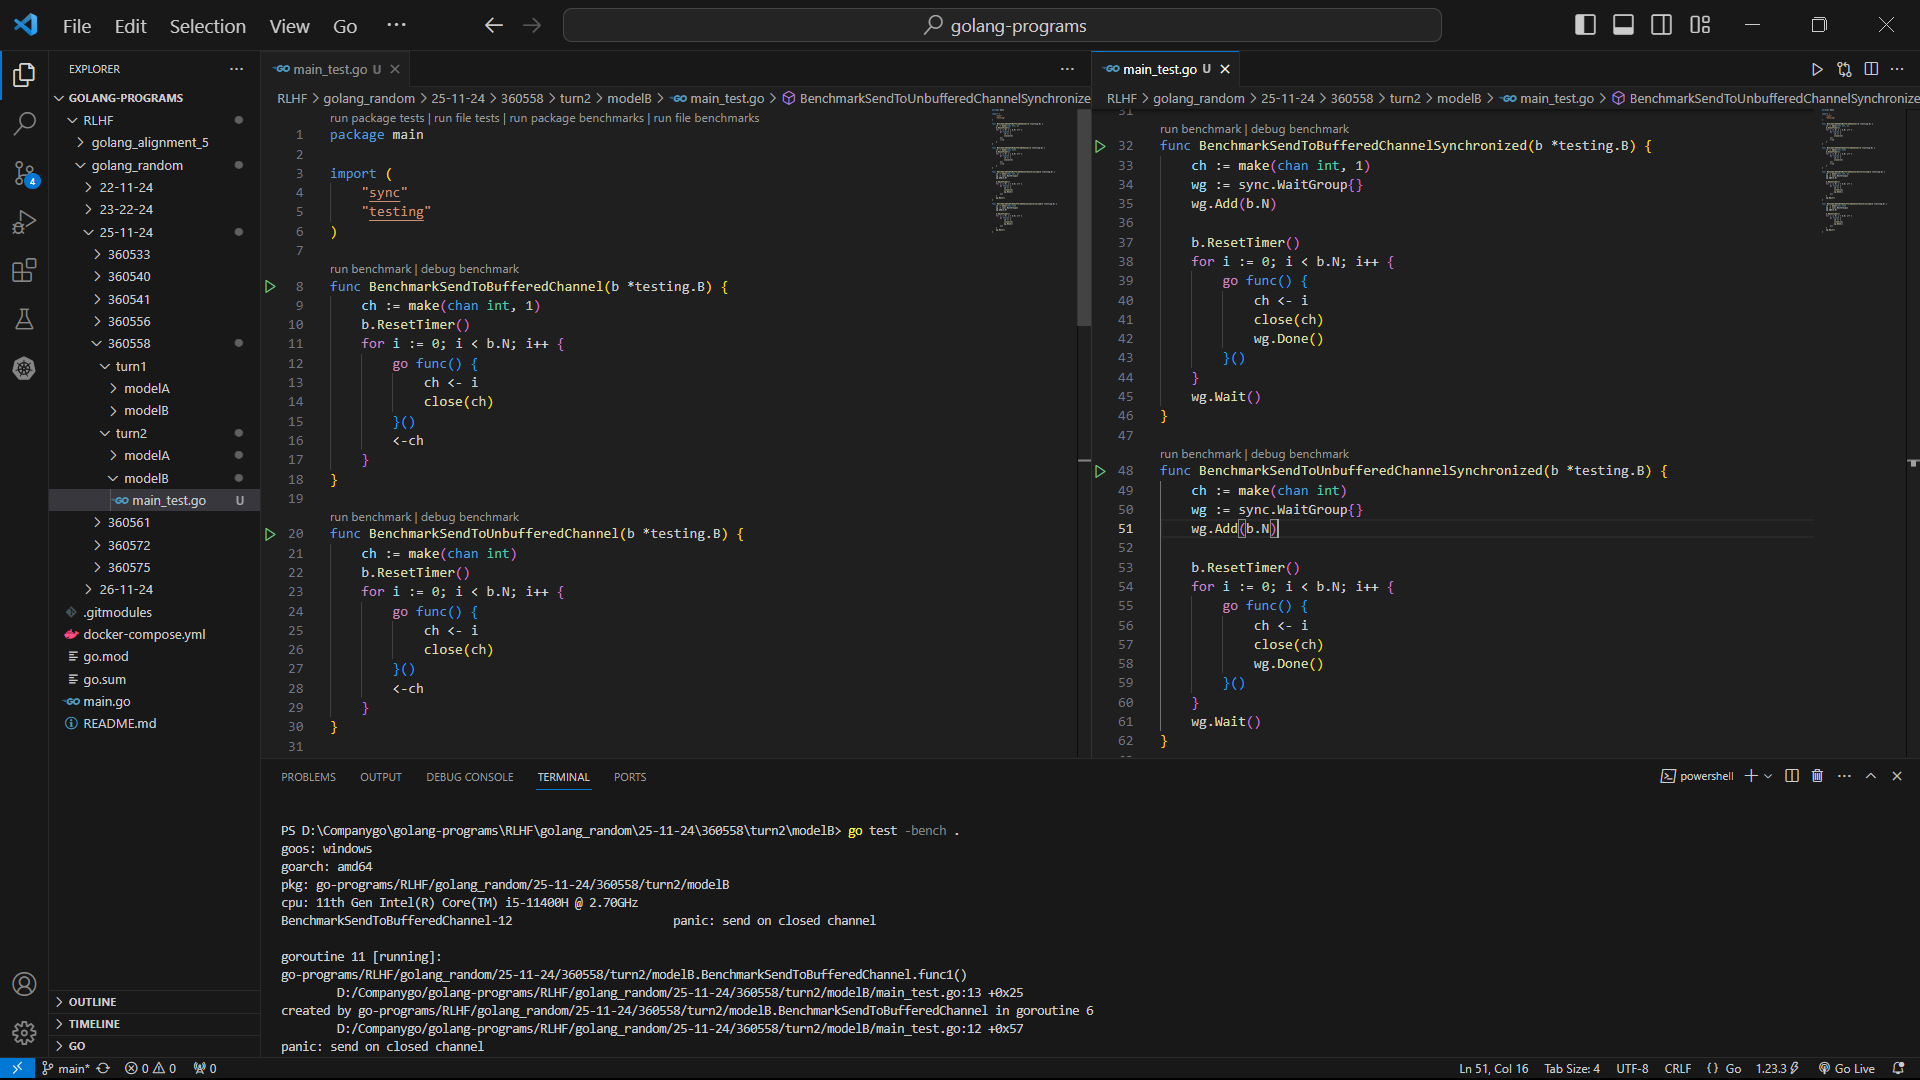 File Edit Selection View Go ···
golang-programs
EXPLORER
GOLANG-PROGRAMS
RLHF
golang_alignment_5
golang_random
22-11-24
23-22-24
25-11-24
360533
360540
360541
360556
360558
turn1
modelA
modelB
turn2
modelA
modelB
main_test.go U
360561
360572
360575
26-11-24
.gitmodules
docker-compose.yml
go.mod
go.sum
main.go
README.md
OUTLINE
TIMELINE
GO
4
main_test.go U
RLHF > golang_random > 25-11-24 > 360558 > turn2 > modelB > main_test.go > BenchmarkSendToUnbufferedChannelSynchronize
run package tests | run file tests | run package benchmarks | run file benchmarks
1 package main
2
3 import (
4 "sync"
5 "testing"
6 )
7
run benchmark | debug benchmark
8 func BenchmarkSendToBufferedChannel(b *testing.B) {
9 ch := make(chan int, 1)
10 b.ResetTimer()
11 for i := 0; i < b.N; i++ {
12 go func() {
13 ch <- i
14 close(ch)
15 }()
16 <-ch
17 }
18 }
19
run benchmark | debug benchmark
20 func BenchmarkSendToUnbufferedChannel(b *testing.B) {
21 ch := make(chan int)
22 b.ResetTimer()
23 for i := 0; i < b.N; i++ {
24 go func() {
25 ch <- i
26 close(ch)
27 }()
28 <-ch
29 }
30 }
31
main_test.go U
RLHF > golang_random > 25-11-24 > 360558 > turn2 > modelB > main_test.go > BenchmarkSendToUnbufferedChannelSynchronize
31
run benchmark | debug benchmark
32 func BenchmarkSendToBufferedChannelSynchronized(b *testing.B) {
33 ch := make(chan int, 1)
34 wg := sync.WaitGroup{}
35 wg.Add(b.N)
36
37 b.ResetTimer()
38 for i := 0; i < b.N; i++ {
39 go func() {
40 ch <- i
41 close(ch)
42 wg.Done()
43 }()
44 }
45 wg.Wait()
46 }
47
run benchmark | debug benchmark
48 func BenchmarkSendToUnbufferedChannelSynchronized(b *testing.B) {
49 ch := make(chan int)
50 wg := sync.WaitGroup{}
51 wg.Add(b.N)
52
53 b.ResetTimer()
54 for i := 0; i < b.N; i++ {
55 go func() {
56 ch <- i
57 close(ch)
58 wg.Done()
59 }()
60 }
61 wg.Wait()
62 }
PROBLEMS OUTPUT DEBUG CONSOLE TERMINAL PORTS
powershell
PS D:\Companygo\golang-programs\RLHF\golang_random\25-11-24\360558\turn2\modelB> go test -bench .
goos: windows
goarch: amd64
pkg: go-programs/RLHF/golang_random/25-11-24/360558/turn2/modelB
cpu: 11th Gen Intel(R) Core(TM) i5-11400H @ 2.70GHz
BenchmarkSendToBufferedChannel-12 panic: send on closed channel
goroutine 11 [running]:
go-programs/RLHF/golang_random/25-11-24/360558/turn2/modelB.BenchmarkSendToBufferedChannel.func1()
D:/Companygo/golang-programs/RLHF/golang_random/25-11-24/360558/turn2/modelB/main_test.go:13 +0x25
created by go-programs/RLHF/golang_random/25-11-24/360558/turn2/modelB.BenchmarkSendToBufferedChannel in goroutine 6
D:/Companygo/golang-programs/RLHF/golang_random/25-11-24/360558/turn2/modelB/main_test.go:12 +0x57
panic: send on closed channel
main* 0 0 0
Ln 51, Col 16 Tab Size: 4 UTF-8 CRLF {} Go 1.23.3 Go Live